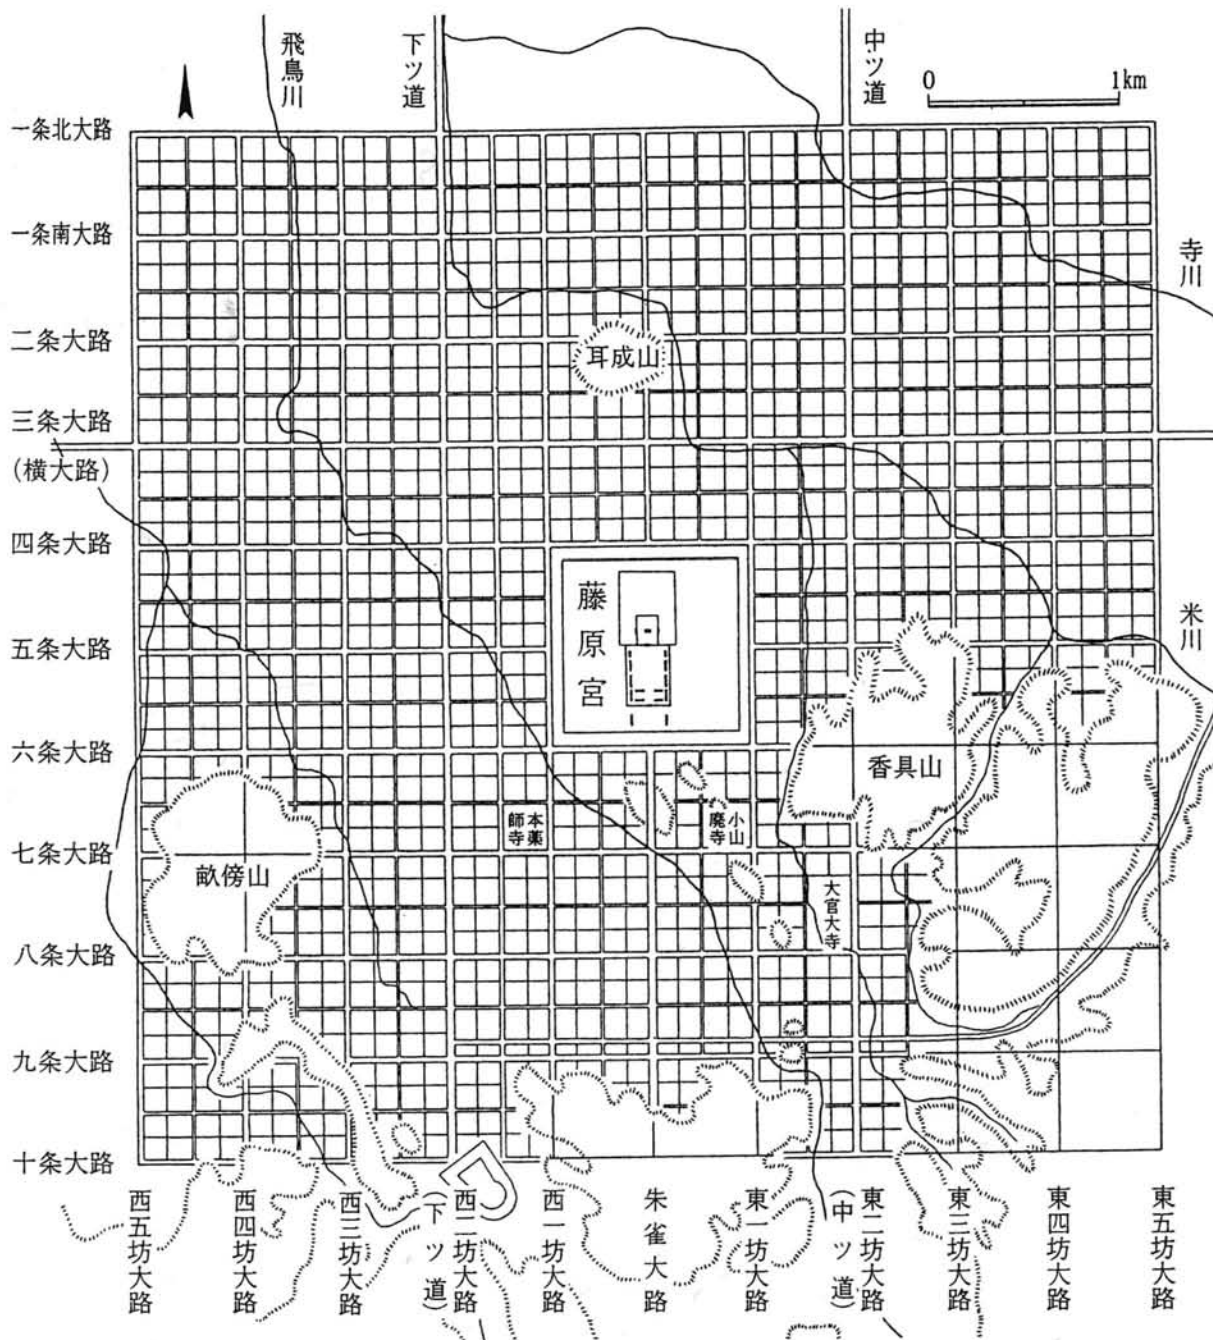 飛鳥川
下ツ道
中ツ道
0 1km
一条北大路
一条南大路
寺川
二条大路
耳成山
三条大路
(横大路)
四条大路
藤原宮
五条大路
米川
六条大路
香具山
本薬
師寺
小山
廃寺
七条大路
畝傍山
大官大寺
八条大路
九条大路
十条大路
西五坊大路
西四坊大路
西三坊大路
(下ツ道)
西二坊大路
西一坊大路
朱雀大路
東一坊大路
(中ツ道)
東二坊大路
東三坊大路
東四坊大路
東五坊大路